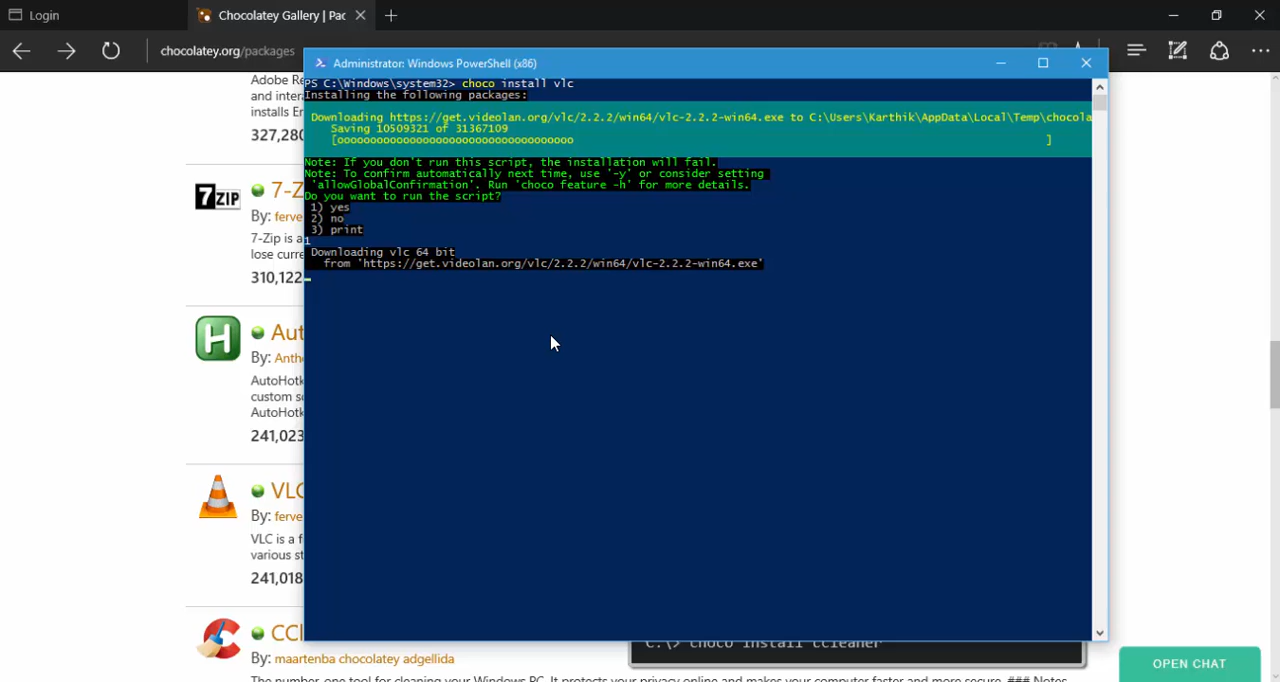 Login
Chocolatey Gallery | Pac
chocolatey.org/packages
Adobe Re
and inter
installs En
327,280
7ZIP
7-Z
By: ferve
7-Zip is a
lose curre
310,122
H
Aut
By: Anth
AutoHotk
custom sc
AutoHotk
241,023
VLC
By: ferve
VLC is a f
various st
241,018
CCl
By: maartenba chocolatey adgellida
The number-one tool for cleaning your Windows PC. It protects your privacy online and makes your computer faster and more secure. ### Notes
Administrator: Windows PowerShell (x86)
PS C:\Windows\system32> choco install vlc
Installing the following packages:
Downloading https://get.videolan.org/vlc/2.2.2/win64/vlc-2.2.2-win64.exe to C:\Users\Karthik\AppData\Local\Temp\chocola
Saving 10509321 of 31367109
[ooooooooooooooooooooooooooooooooooooo ]
Note: If you don't run this script, the installation will fail.
Note: To confirm automatically next time, use '-y' or consider setting
'allowGlobalConfirmation'. Run 'choco feature -h' for more details.
Do you want to run the script?
1) yes
2) no
3) print
1
Downloading vlc 64 bit
from 'https://get.videolan.org/vlc/2.2.2/win64/vlc-2.2.2-win64.exe'
C:\> choco install ccleaner
OPEN CHAT